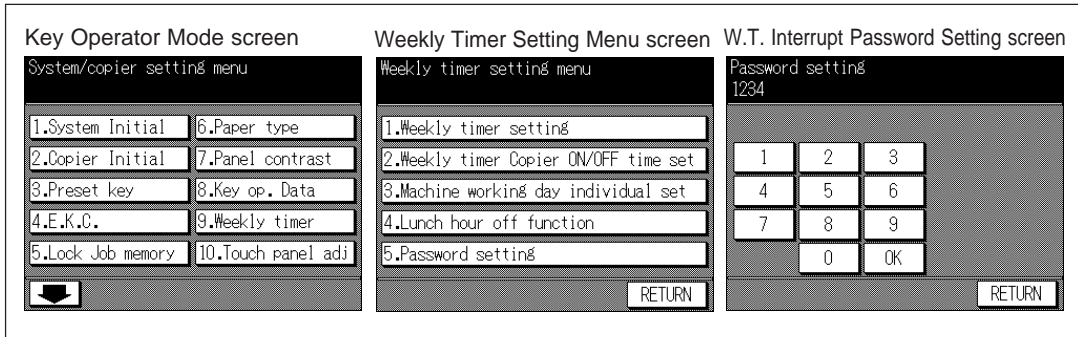 Key Operator Mode screen
System/copier setting menu
1.System Initial
6.Paper type
2.Copier Initial
7.Panel contrast
3.Preset key
8.Key op. Data
4.E.K.C.
9.Weekly timer
5.Lock Job memory
10.Touch panel adj
Weekly Timer Setting Menu screen
Weekly timer setting menu
1.Weekly timer setting
2.Weekly timer Copier ON/OFF time set
3.Machine working day individual set
4.Lunch hour off function
5.Password setting
RETURN
W.T. Interrupt Password Setting screen
Password setting
1234
1 2 3
4 5 6
7 8 9
0 OK
RETURN